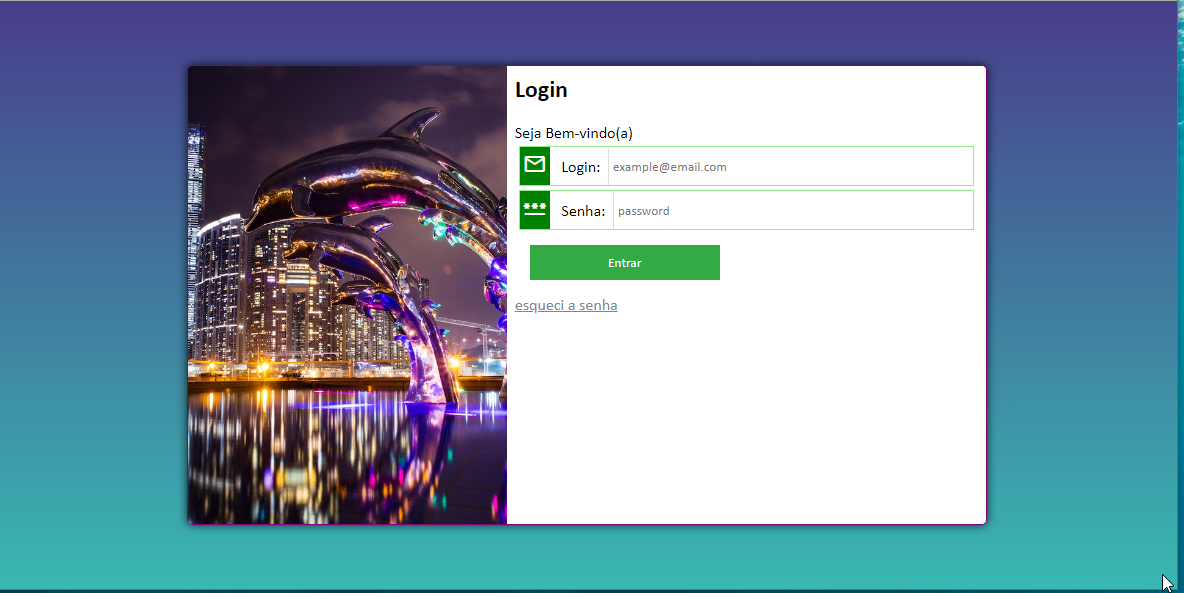 Login
Seja Bem-vindo(a)
Login: example@email.com
Senha: password
Entrar
esqueci a senha